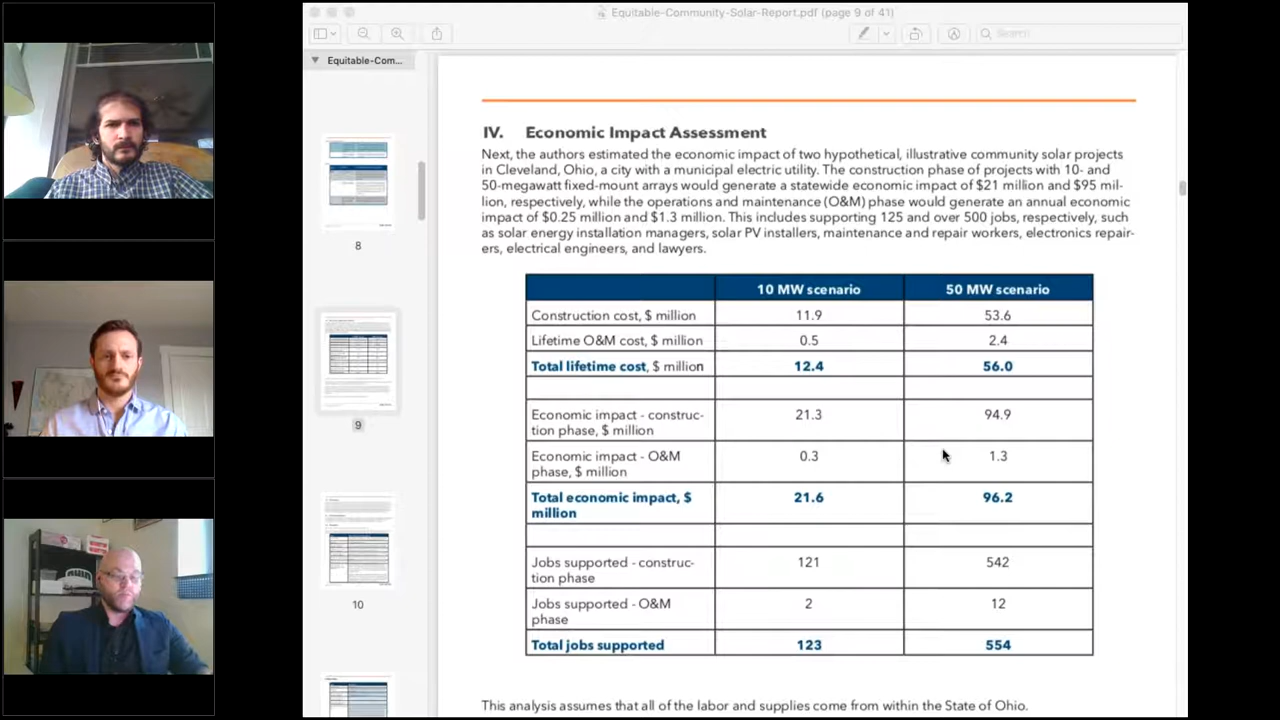 Equitable-Community-Solar-Report.pdf (page 9 of 41)
Search
Equitable-Com...
8
9
10
IV. Economic Impact Assessment
Next, the authors estimated the economic impact of two hypothetical, illustrative community solar projects
in Cleveland, Ohio, a city with a municipal electric utility. The construction phase of projects with 10- and
50-megawatt fixed-mount arrays would generate a statewide economic impact of $21 million and $95 mil-
lion, respectively, while the operations and maintenance (O&M) phase would generate an annual economic
impact of $0.25 million and $1.3 million. This includes supporting 125 and over 500 jobs, respectively, such
as solar energy installation managers, solar PV installers, maintenance and repair workers, electronics repair-
ers, electrical engineers, and lawyers.
10 MW scenario 50 MW scenario
Construction cost, $ million 11.9 53.6
Lifetime O&M cost, $ million 0.5 2.4
Total lifetime cost, $ million 12.4 56.0
Economic impact - construc- 21.3 94.9
tion phase, $ million
Economic impact - O&M 0.3 1.3
phase, $ million
Total economic impact, $ 21.6 96.2
million
Jobs supported - construc- 121 542
tion phase
Jobs supported - O&M 2 12
phase
Total jobs supported 123 554
This analysis assumes that all of the labor and supplies come from within the State of Ohio.